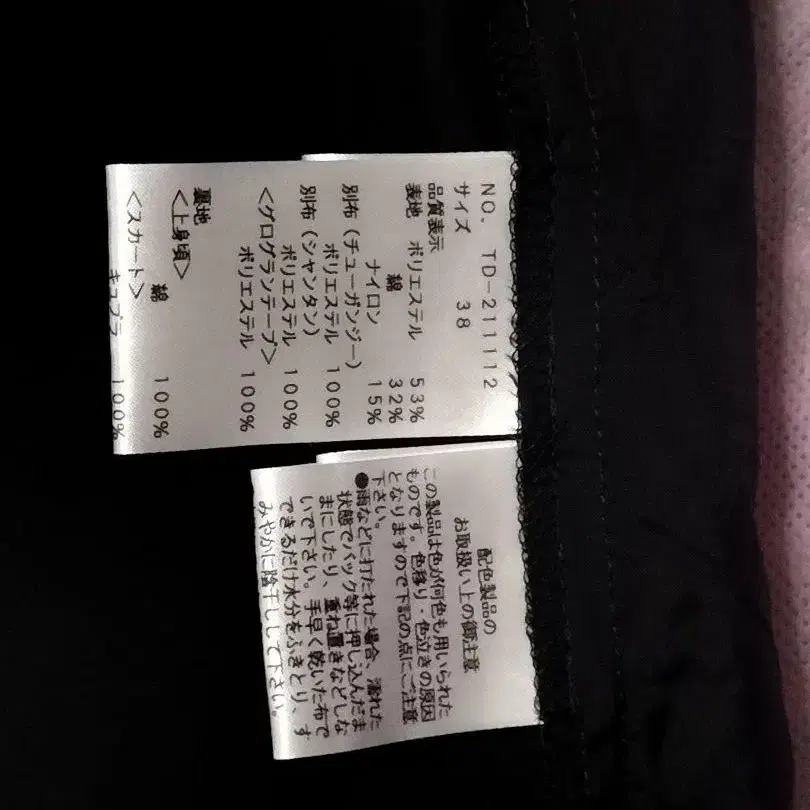 NO. TD-211112
サイズ 38
品質表示
表地 ポリエステル 53%
綿 32%
ナイロン 15%
別布(チューガンジー)
ポリエステル 100%
別布(シャンタン)
ポリエステル 100%
<グログランテープ>
ポリエステル 100%
裏地
<上身頃>
綿 100%
<スカート>
キュプラ 100%
配色製品の
お取扱い上の御注意
この製品は色が何色も用いられた
ものです。色移り・色泣きの原因
となりますので下記の点にご注意
下さい。
●雨などに打たれた場合、濡れた
状態でバック等に押し込んだま
まにしたり、重ね置きなどしな
いで下さい。手早く乾いた布で
できるだけ水分をふきとり、す
みやかに陰干しして下さい。